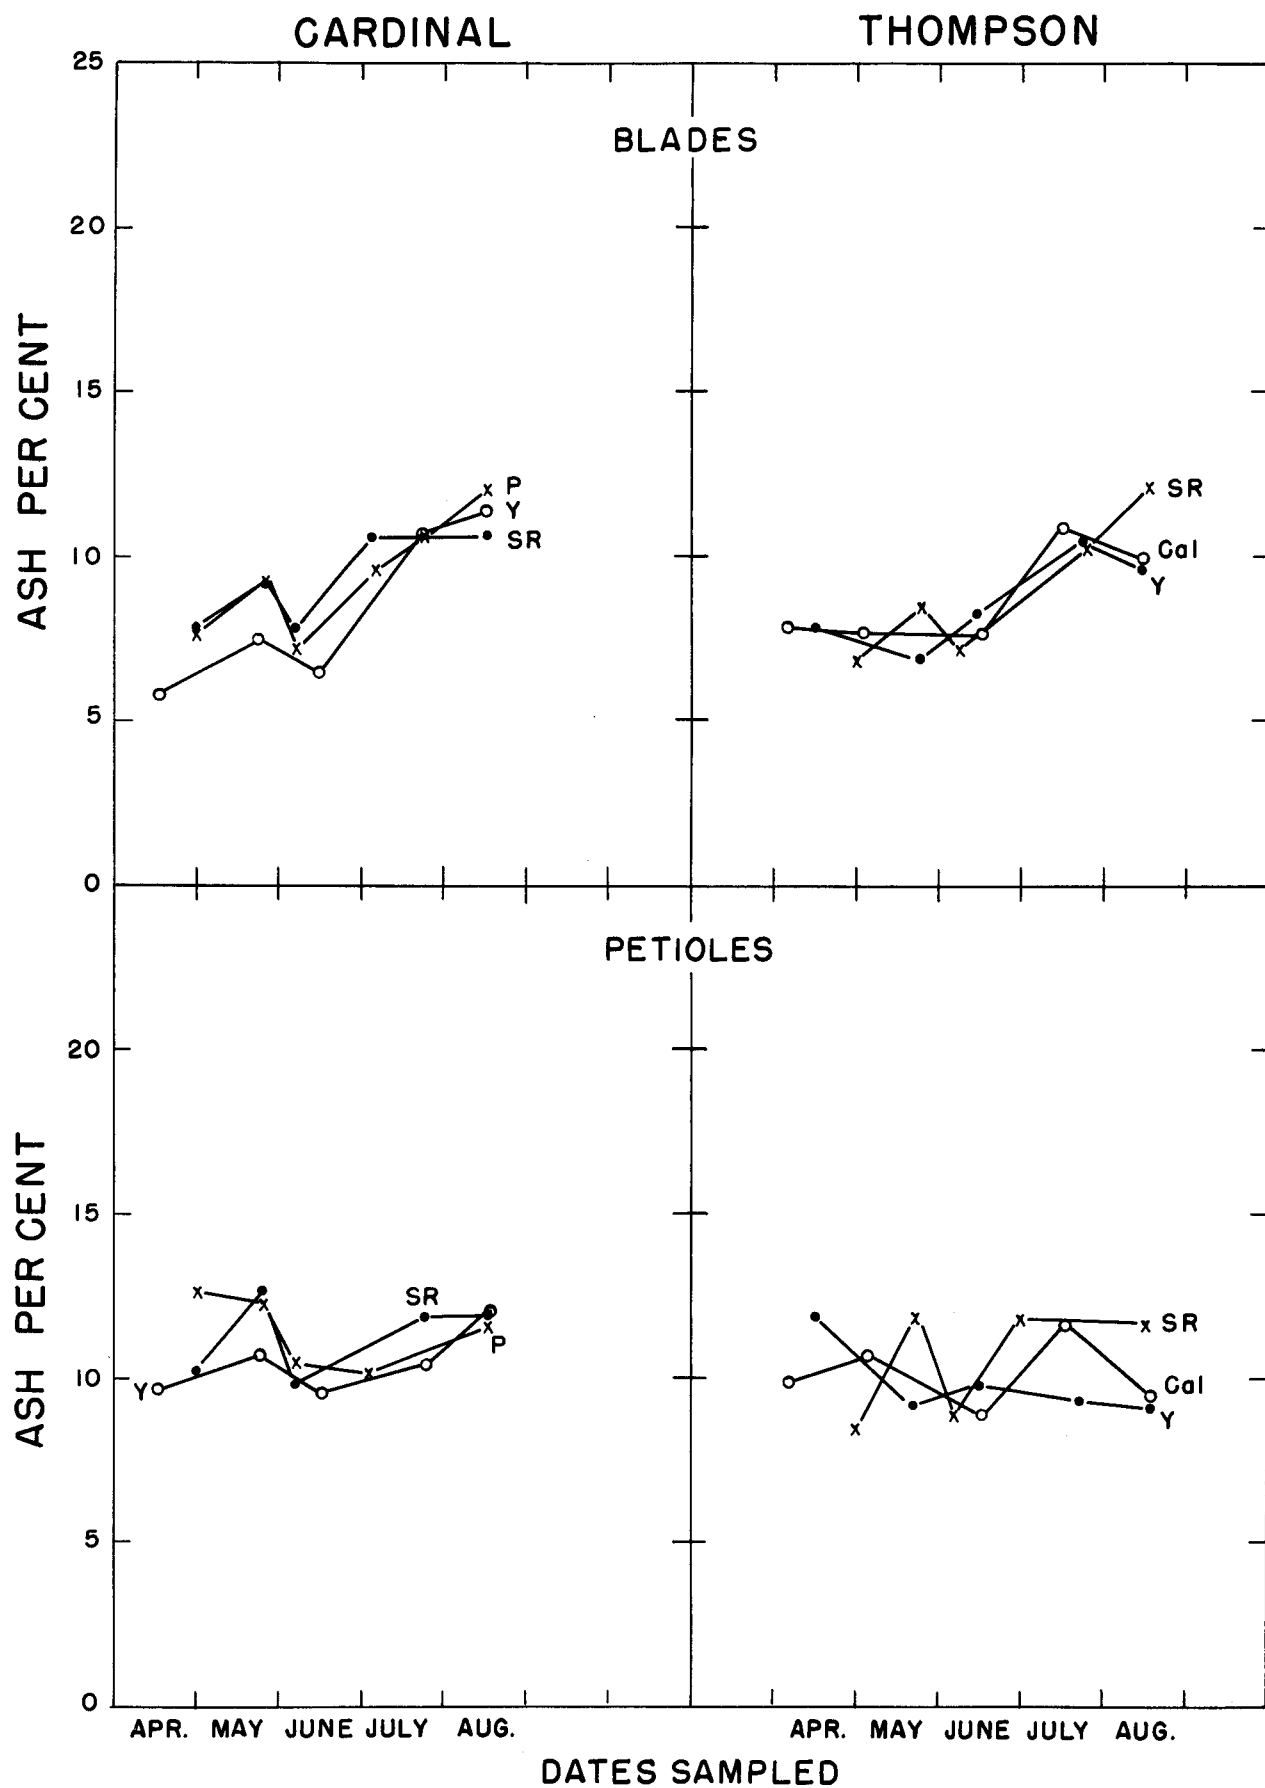 CARDINAL THOMPSON
25
BLADES
20
15
ASH PER CENT
P
Y
SR
SR
Cal
Y
10
5
0
PETIOLES
20
15
ASH PER CENT
SR
P
Y
SR
Cal
Y
10
5
0
APR. MAY JUNE JULY AUG. APR. MAY JUNE JULY AUG.
DATES SAMPLED